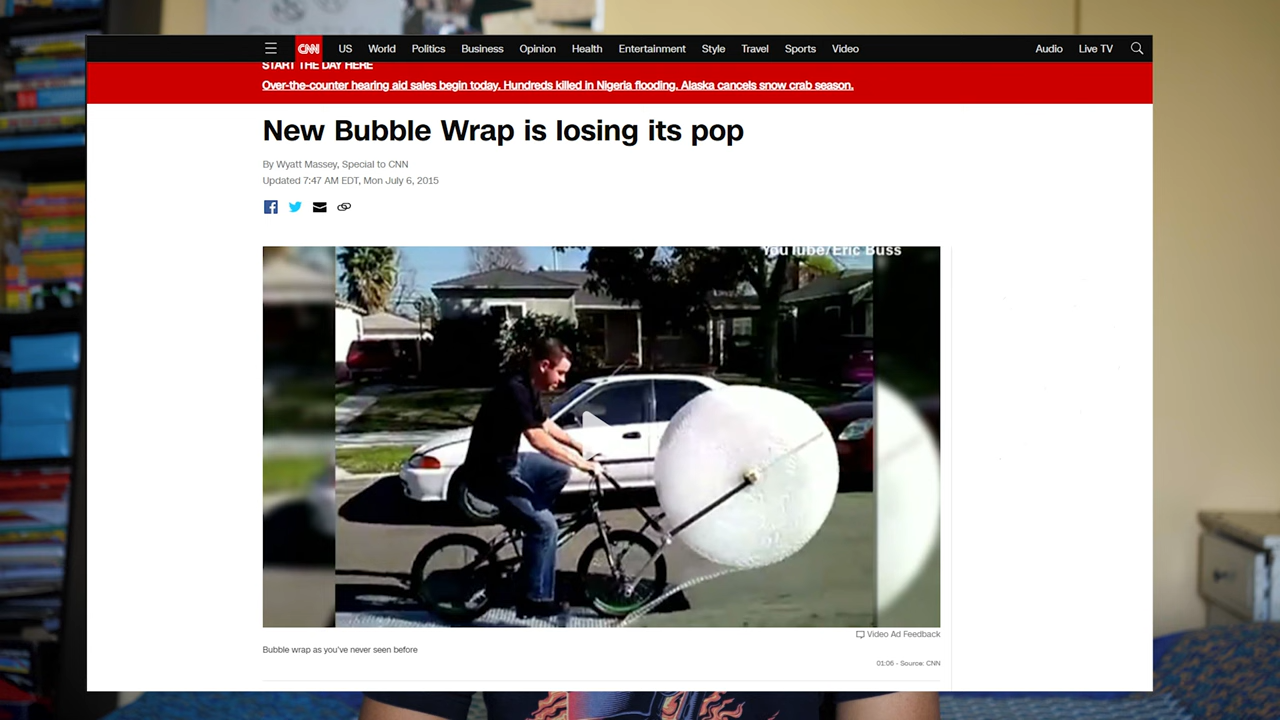 CNN US World Politics Business Opinion Health Entertainment Style Travel Sports Video Audio Live TV
START THE DAY HERE
Over-the-counter hearing aid sales begin today. Hundreds killed in Nigeria flooding. Alaska cancels snow crab season.
New Bubble Wrap is losing its pop
By Wyatt Massey, Special to CNN
Updated 7:47 AM EDT, Mon July 6, 2015
YouTube/Eric Buss
Video Ad Feedback
Bubble wrap as you've never seen before
01:06 - Source: CNN